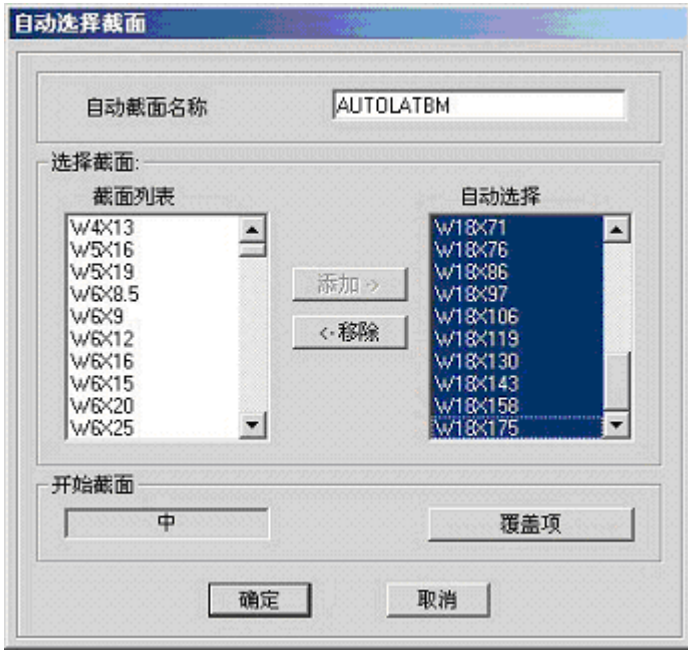 自动选择截面
自动截面名称
AUTOLATBM
选择截面:
截面列表
自动选择
W4X13
W5X16
W5X19
W6X8.5
W6X9
W6X12
W6X16
W6X15
W6X20
W6X25
添加->
<-移除
W18X71
W18X76
W18X86
W18X97
W18X106
W18X119
W18X130
W18X143
W18X158
W18X175
开始截面
中
覆盖项
确定
取消